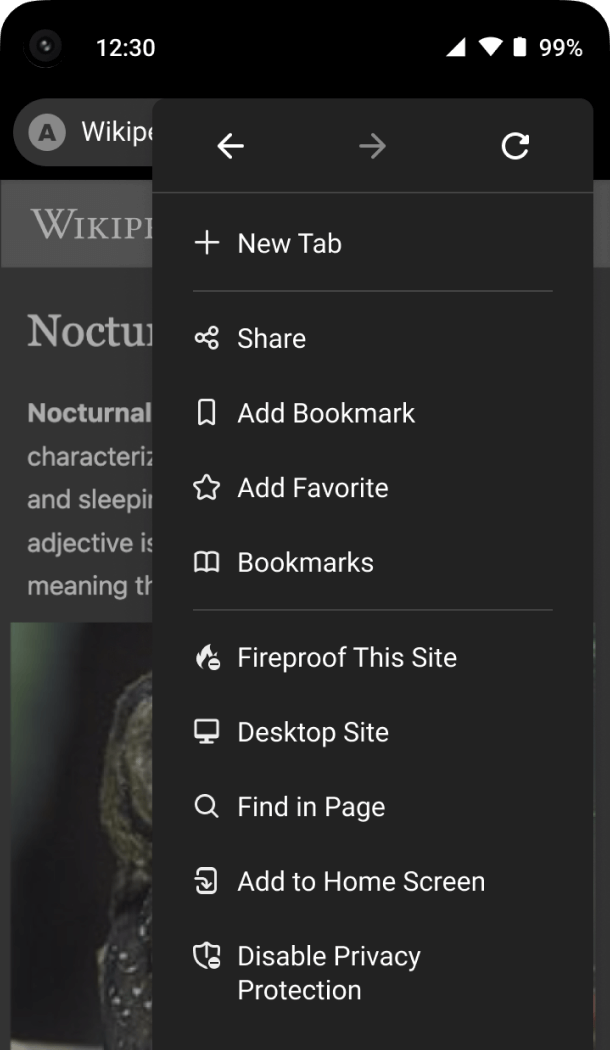 12:30
99%
A
Wikipe
WIKIPE
New Tab
Noctur
Share
Nocturnal
Add Bookmark
characteriz
and sleepin
Add Favorite
adjective is
Bookmarks
meaning th
Fireproof This Site
Desktop Site
Find in Page
Add to Home Screen
Disable Privacy
Protection